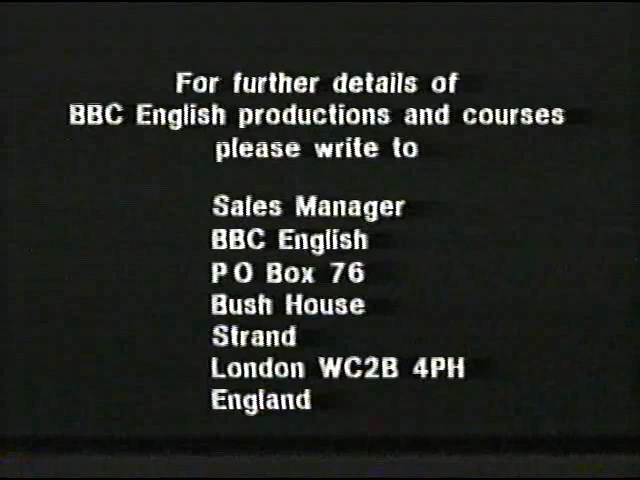 For further details of
BBC English productions and courses
please write to
Sales Manager
BBC English
PO Box 76
Bush House
Strand
London WC2B 4PH
England